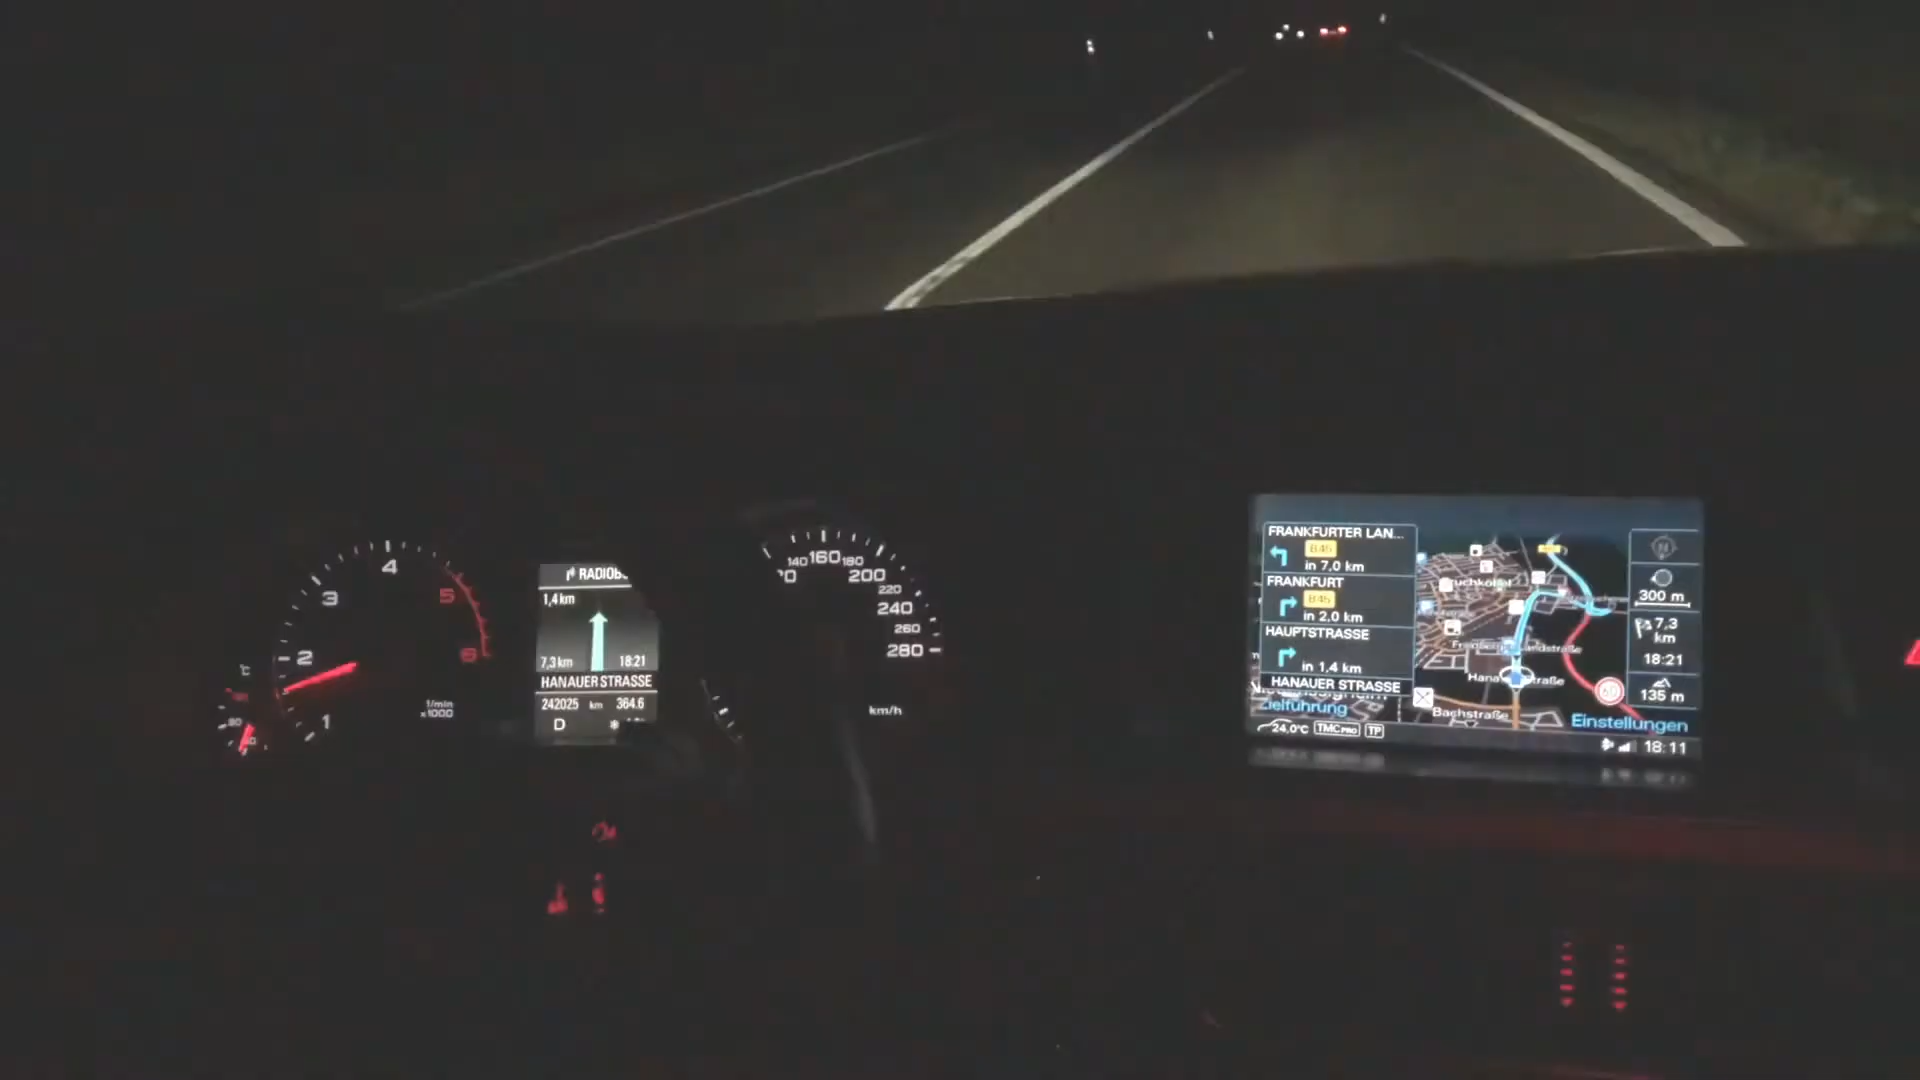 4
3
5
2
6
1
°C
1/min
x1000
RADIO
1,4 km
7,3 km 18:21
HANAUER STRASSE
242025 km 364.6
D
140 160 180
200
220
240
260
280
km/h
FRANKFURTER LAN...
B45
in 7,0 km
FRANKFURT
B45
in 2,0 km
HAUPTSTRASSE
in 1,4 km
HANAUER STRASSE
Zielführung
24,0°C TMC PRO TP
Bachstraße
N
300 m
7,3
km
18:21
135 m
Einstellungen
18:11